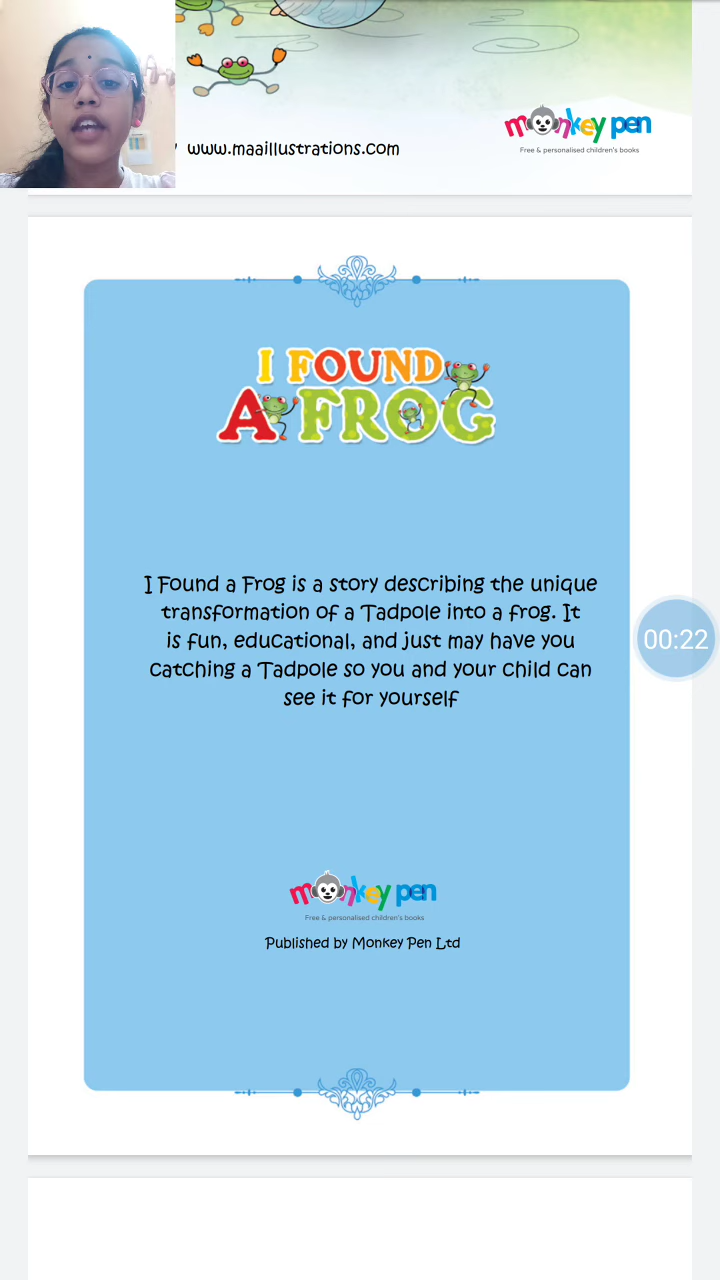 monkey pen
Free & personalised children's books
www.maaillustrations.com
I FOUND
A FROG
I Found a Frog is a story describing the unique
transformation of a Tadpole into a frog. It
is fun, educational, and just may have you
catching a Tadpole so you and your child can
see it for yourself
00:22
monkey pen
Free & personalised children's books
Published by Monkey Pen Ltd